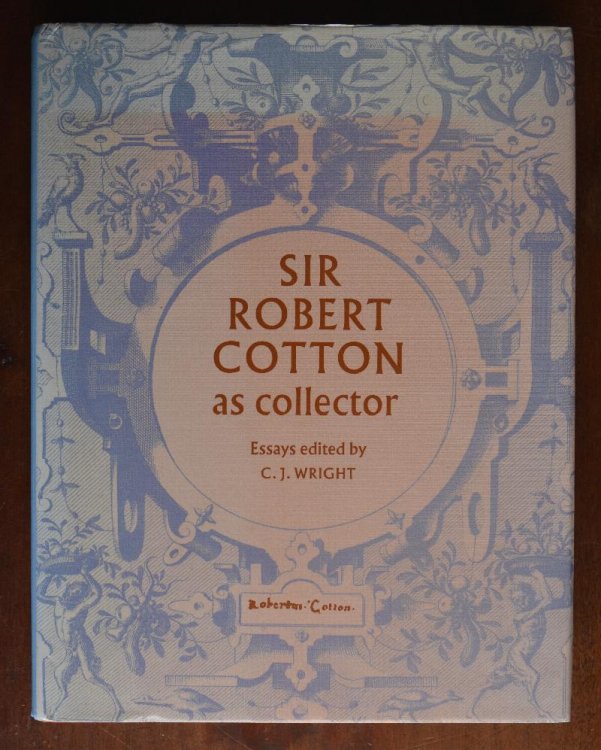 SIR
ROBERT
COTTON
as collector
Essays edited by
C. J. WRIGHT
Robertus Cotton.